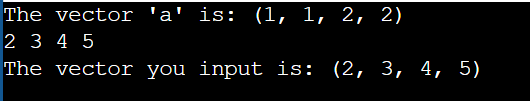 The vector 'a' is: (1, 1, 2, 2)
2 3 4 5
The vector you input is: (2, 3, 4, 5)